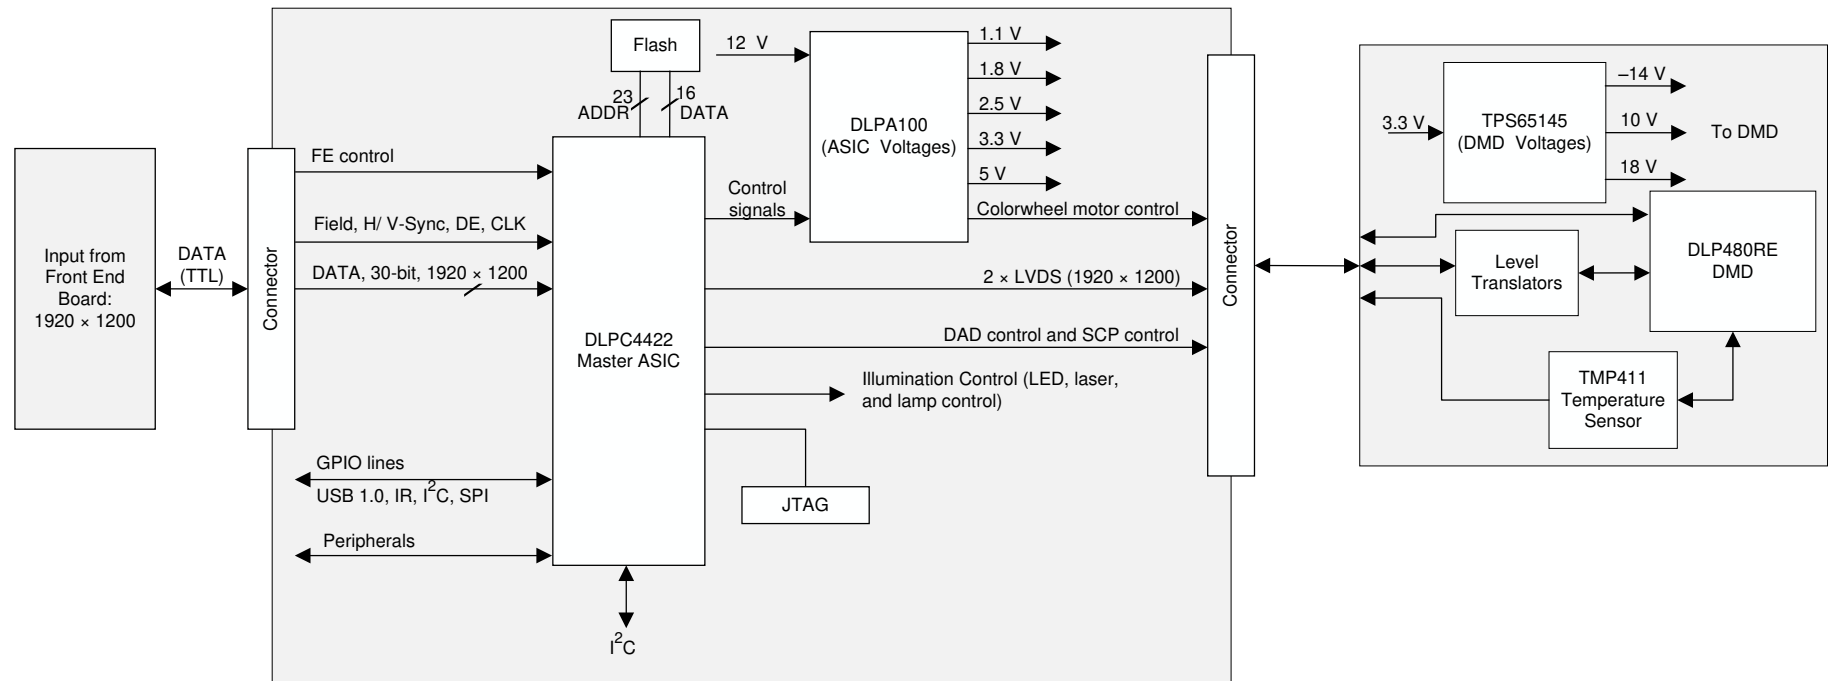 Input from
Front End
Board:
1920 × 1200
DATA
(TTL)
Connector
FE control
Field, H/ V-Sync, DE, CLK
DATA, 30-bit, 1920 × 1200
GPIO lines
USB 1.0, IR, I2C, SPI
Peripherals
Flash
23
ADDR
16
DATA
DLPC4422
Master ASIC
I2C
12 V
Control
signals
DLPA100
(ASIC Voltages)
1.1 V
1.8 V
2.5 V
3.3 V
5 V
Colorwheel motor control
2 × LVDS (1920 × 1200)
DAD control and SCP control
Illumination Control (LED, laser,
and lamp control)
JTAG
Connector
3.3 V
TPS65145
(DMD Voltages)
–14 V
10 V
18 V
To DMD
Level
Translators
DLP480RE
DMD
TMP411
Temperature
Sensor